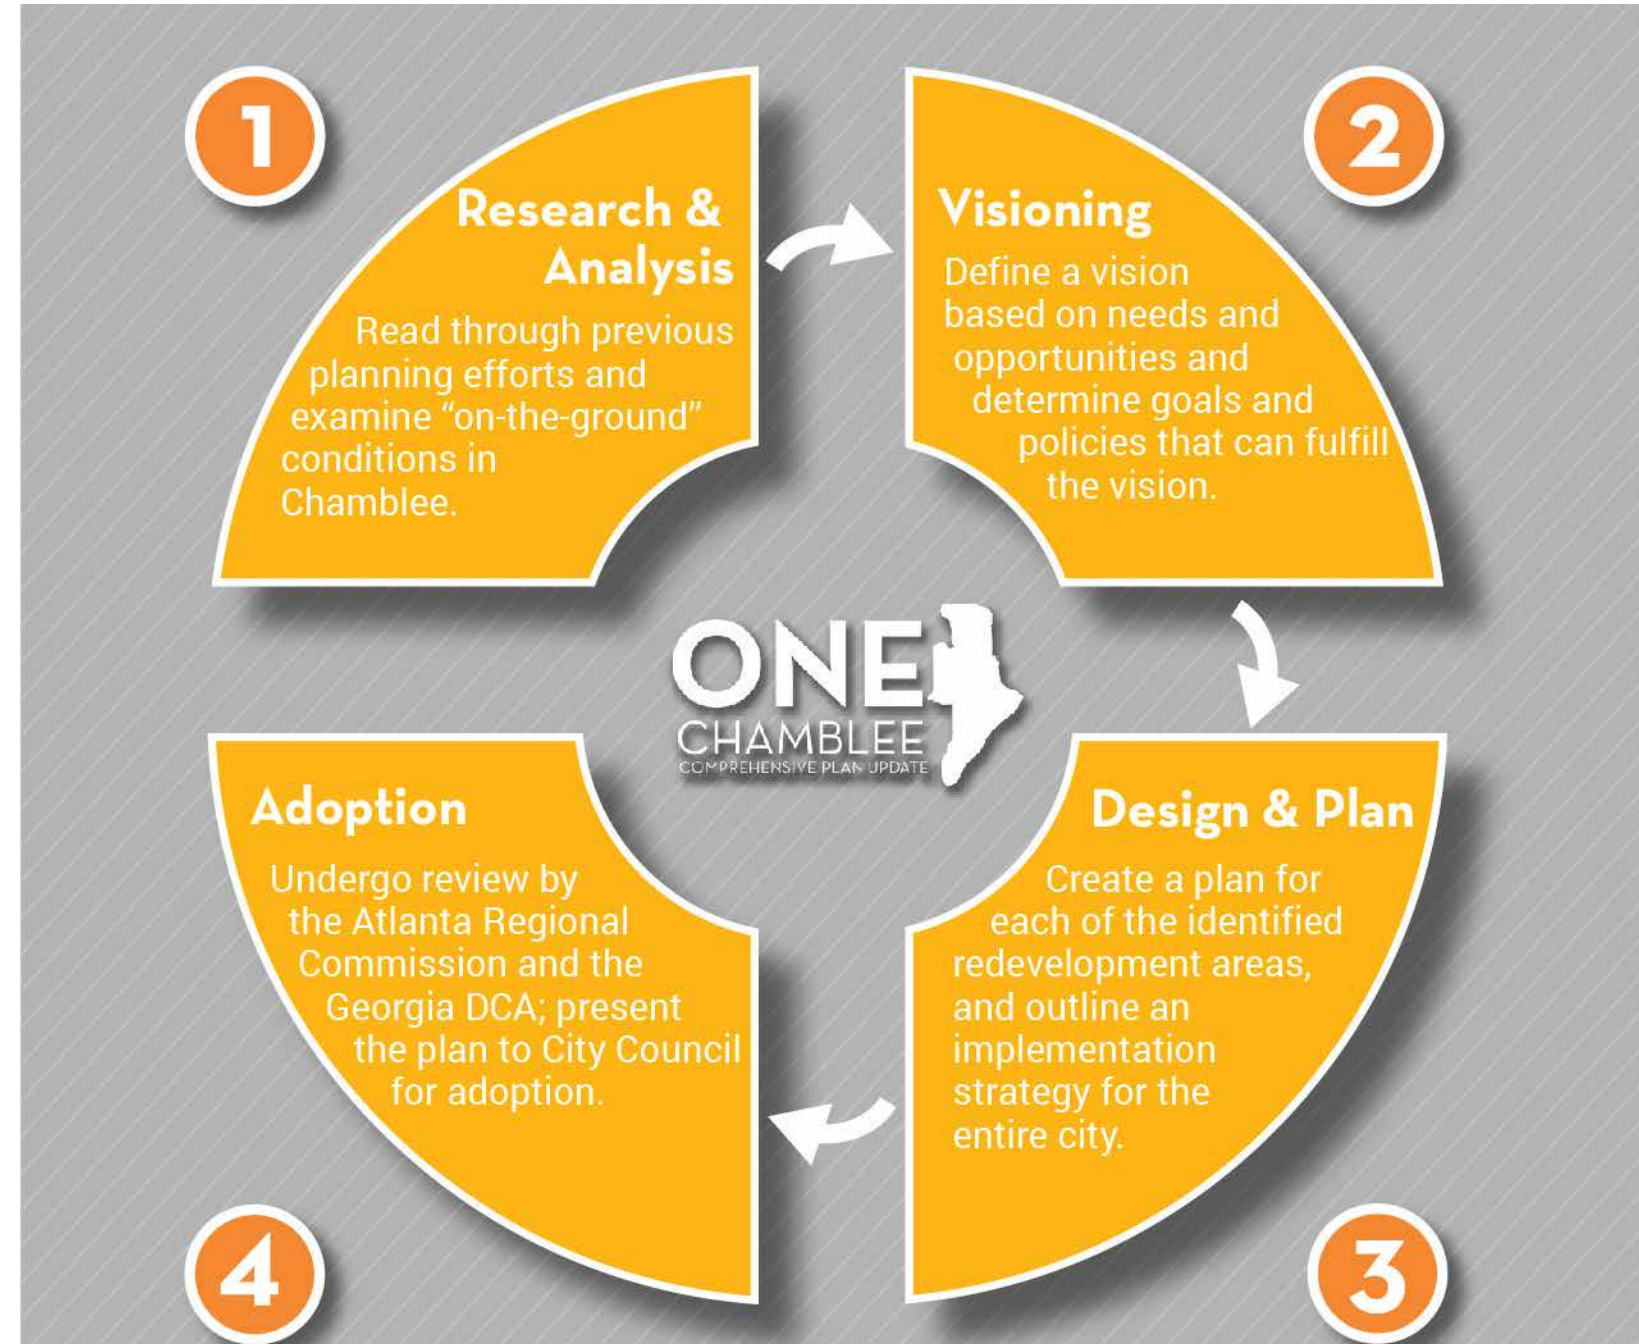 1
Research &
Analysis
Read through previous
planning efforts and
examine “on-the-ground”
conditions in
Chamblee.
2
Visioning
Define a vision
based on needs and
opportunities and
determine goals and
policies that can fulfill
the vision.
ONE
CHAMBLEE
COMPREHENSIVE PLAN UPDATE
Design & Plan
Create a plan for
each of the identified
redevelopment areas,
and outline an
implementation
strategy for the
entire city.
3
Adoption
Undergo review by
the Atlanta Regional
Commission and the
Georgia DCA; present
the plan to City Council
for adoption.
4